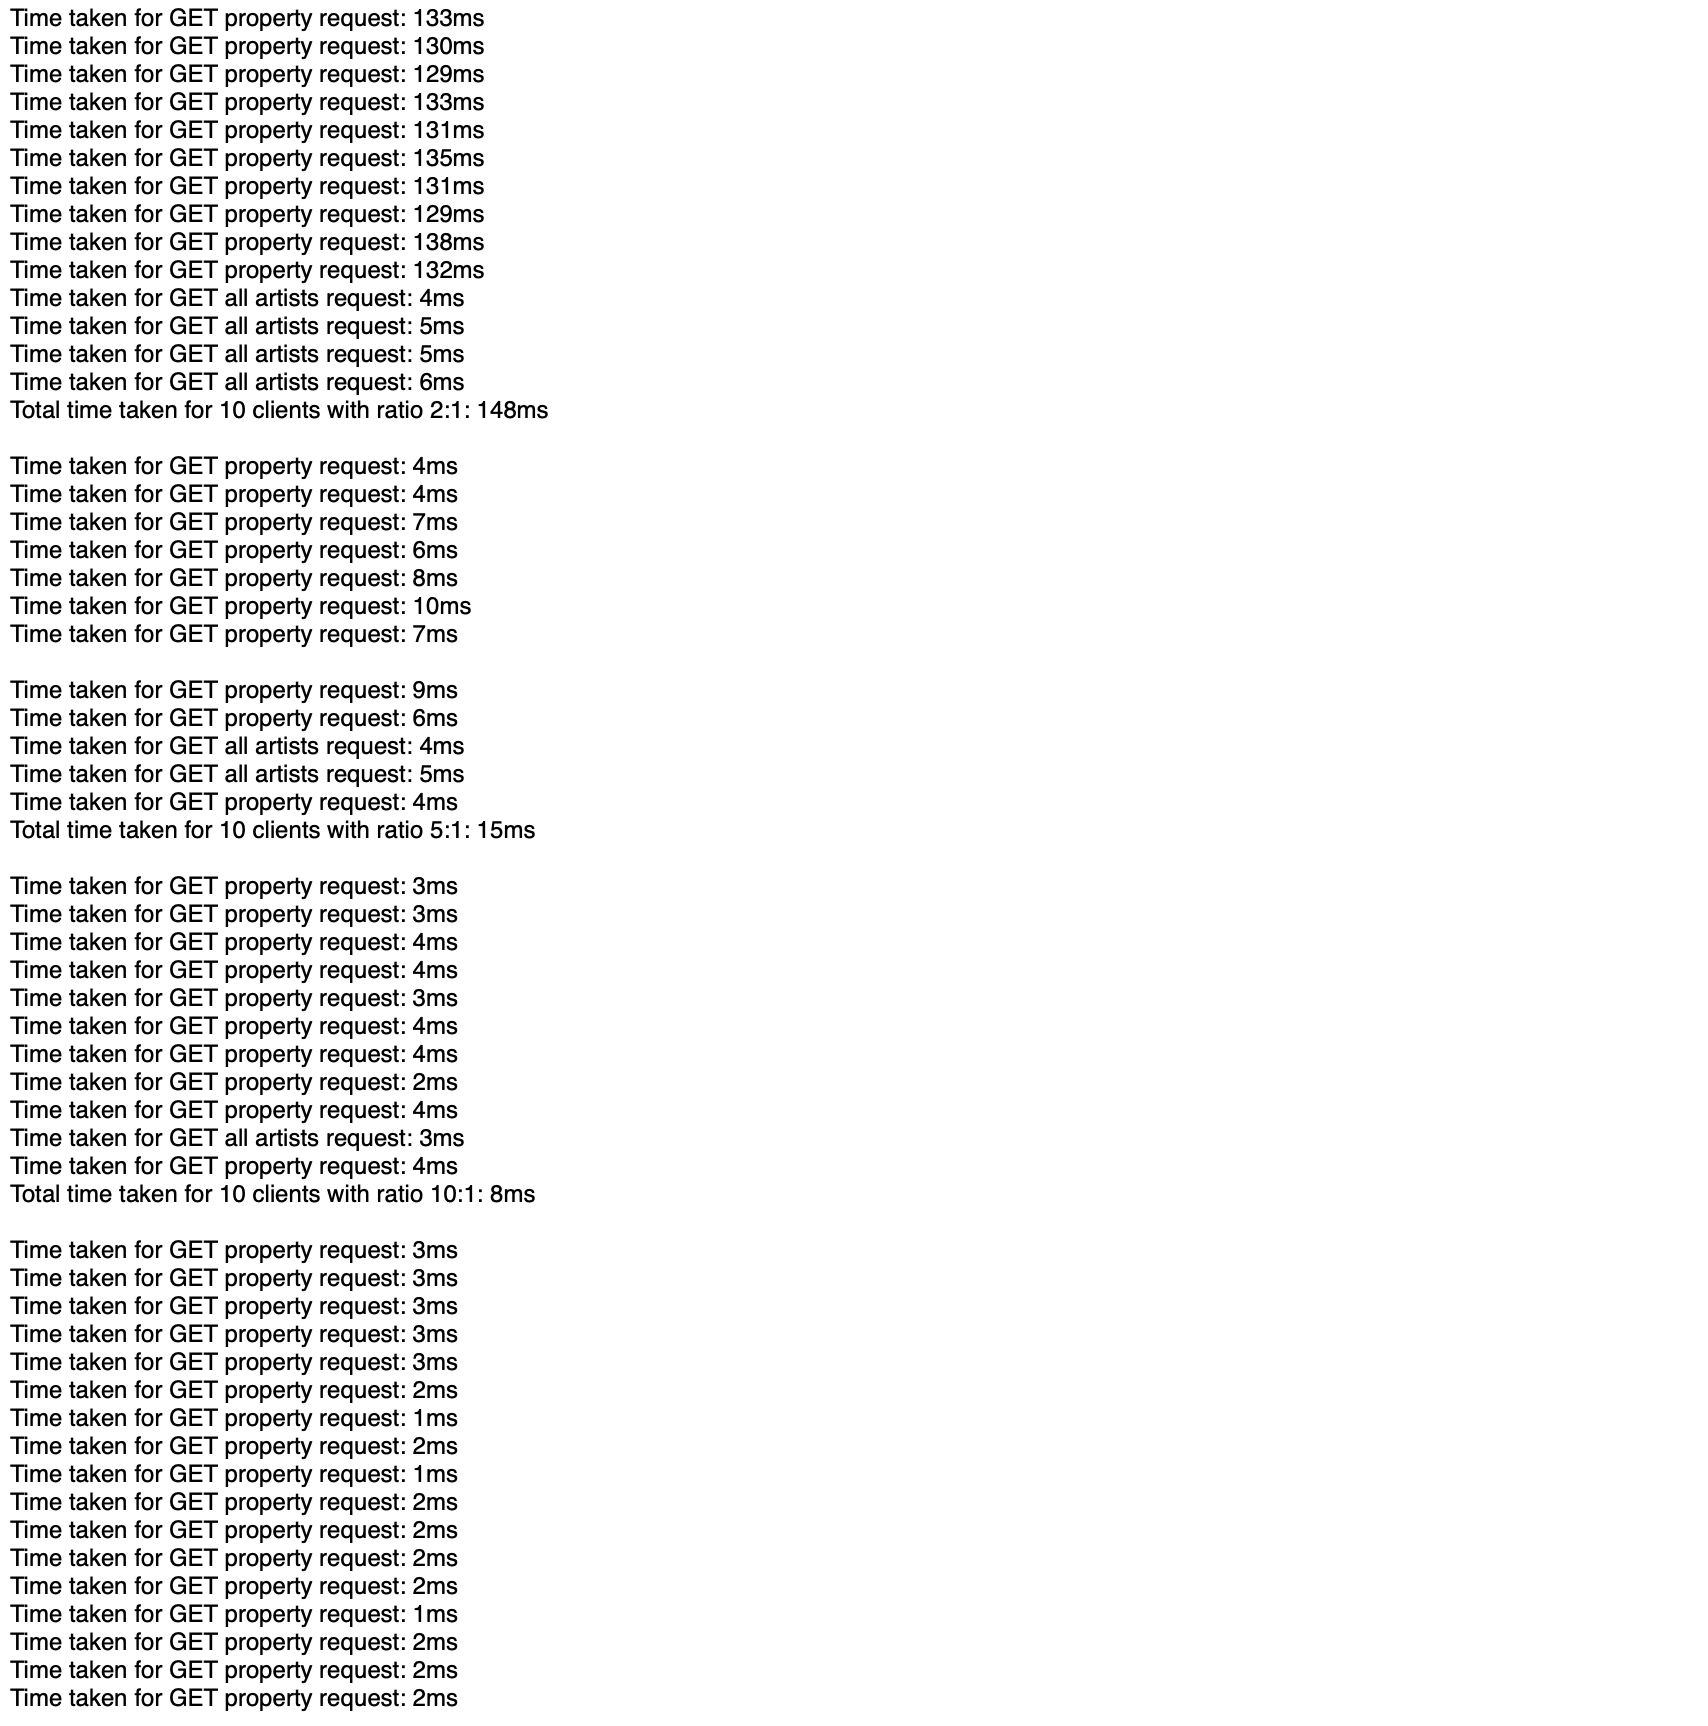 Time taken for GET property request: 133ms
Time taken for GET property request: 130ms
Time taken for GET property request: 129ms
Time taken for GET property request: 133ms
Time taken for GET property request: 131ms
Time taken for GET property request: 135ms
Time taken for GET property request: 131ms
Time taken for GET property request: 129ms
Time taken for GET property request: 138ms
Time taken for GET property request: 132ms
Time taken for GET all artists request: 4ms
Time taken for GET all artists request: 5ms
Time taken for GET all artists request: 5ms
Time taken for GET all artists request: 6ms
Total time taken for 10 clients with ratio 2:1: 148ms

Time taken for GET property request: 4ms
Time taken for GET property request: 4ms
Time taken for GET property request: 7ms
Time taken for GET property request: 6ms
Time taken for GET property request: 8ms
Time taken for GET property request: 10ms
Time taken for GET property request: 7ms

Time taken for GET property request: 9ms
Time taken for GET property request: 6ms
Time taken for GET all artists request: 4ms
Time taken for GET all artists request: 5ms
Time taken for GET property request: 4ms
Total time taken for 10 clients with ratio 5:1: 15ms

Time taken for GET property request: 3ms
Time taken for GET property request: 3ms
Time taken for GET property request: 4ms
Time taken for GET property request: 4ms
Time taken for GET property request: 3ms
Time taken for GET property request: 4ms
Time taken for GET property request: 4ms
Time taken for GET property request: 2ms
Time taken for GET property request: 4ms
Time taken for GET all artists request: 3ms
Time taken for GET property request: 4ms
Total time taken for 10 clients with ratio 10:1: 8ms

Time taken for GET property request: 3ms
Time taken for GET property request: 3ms
Time taken for GET property request: 3ms
Time taken for GET property request: 3ms
Time taken for GET property request: 3ms
Time taken for GET property request: 2ms
Time taken for GET property request: 1ms
Time taken for GET property request: 2ms
Time taken for GET property request: 1ms
Time taken for GET property request: 2ms
Time taken for GET property request: 2ms
Time taken for GET property request: 2ms
Time taken for GET property request: 2ms
Time taken for GET property request: 1ms
Time taken for GET property request: 2ms
Time taken for GET property request: 2ms
Time taken for GET property request: 2ms